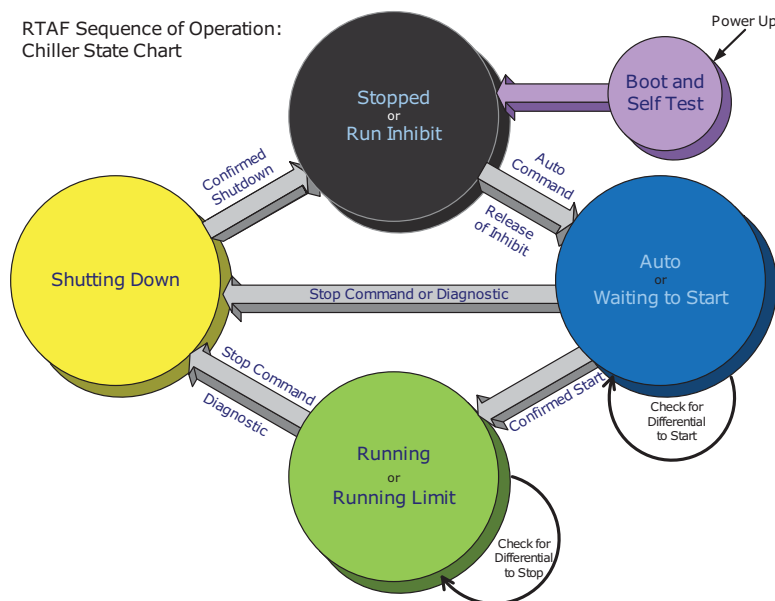 RTAF Sequence of Operation:
Chiller State Chart
Power Up
Boot and
Self Test
Stopped
or
Run Inhibit
Confirmed
Shutdown
Auto
Command
Release
of Inhibit
Shutting Down
Stop Command or Diagnostic
Auto
or
Waiting to Start
Stop Command
Diagnostic
Confirmed Start
Check for
Differential
to Start
Running
or
Running Limit
Check for
Differential
to Stop